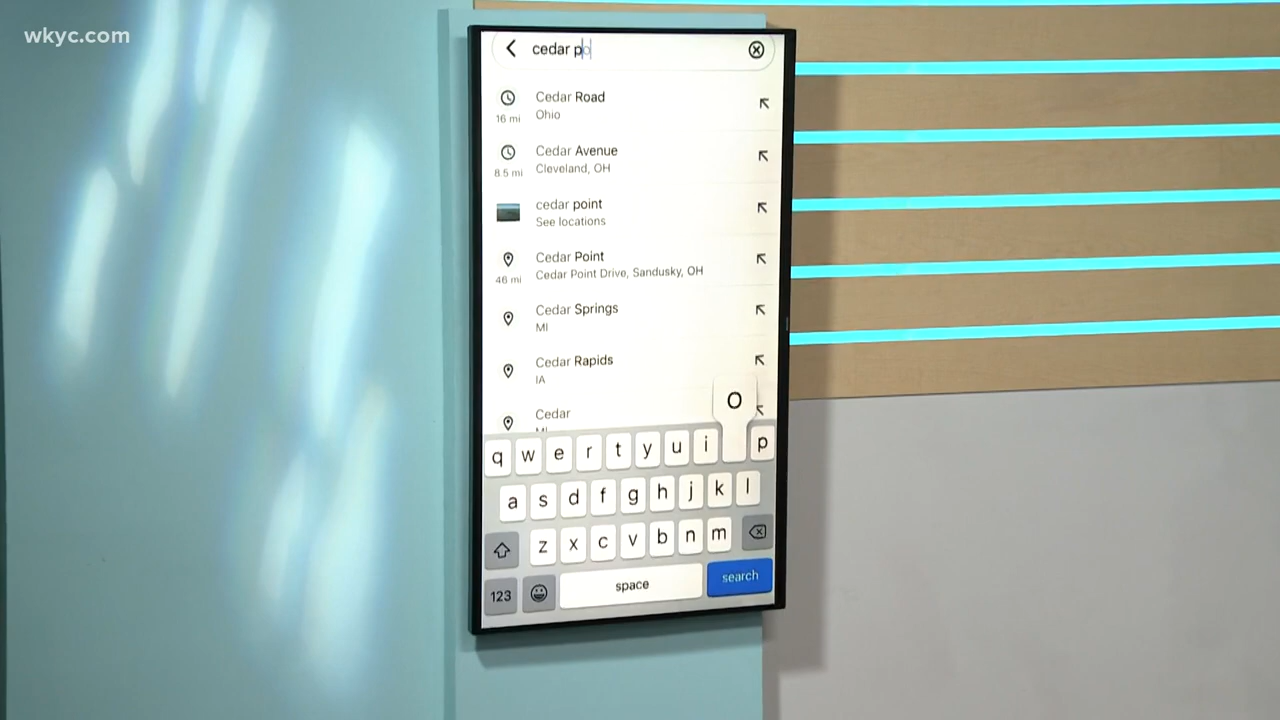 wkyc.com
cedar po
Cedar Road
16 mi
Ohio
Cedar Avenue
8.5 mi
Cleveland, OH
cedar point
See locations
Cedar Point
46 mi
Cedar Point Drive, Sandusky, OH
Cedar Springs
MI
Cedar Rapids
IA
Cedar
MI
O
q w e r t y u i p
a s d f g h j k l
z x c v b n m
123 space search